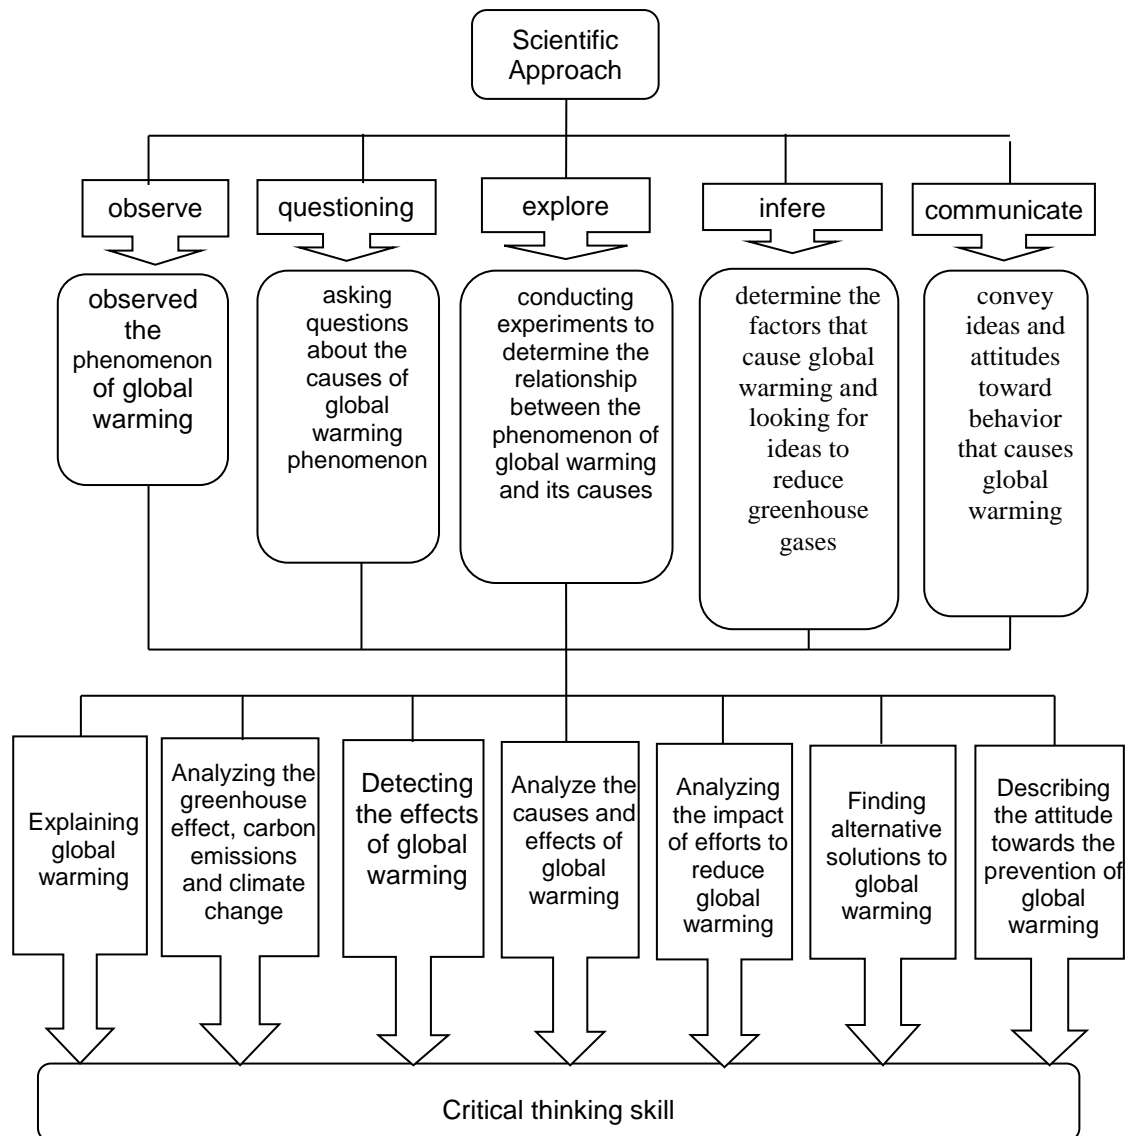 Scientific
Approach
observe
questioning
explore
infere
communicate
observed
the
phenomenon
of global
warming
asking
questions
about the
causes of
global
warming
phenomenon
conducting
experiments to
determine the
relationship
between the
phenomenon of
global warming
and its causes
determine the
factors that
cause global
warming and
looking for
ideas to
reduce
greenhouse
gases
convey
ideas and
attitudes
toward
behavior
that causes
global
warming
Explaining
global
warming
Analyzing the
greenhouse
effect, carbon
emissions
and climate
change
Detecting
the effects
of global
warming
Analyze the
causes and
effects of
global
warming
Analyzing
the impact
of efforts to
reduce
global
warming
Finding
alternative
solutions to
global
warming
Describing
the attitude
towards the
prevention of
global
warming
Critical thinking skill